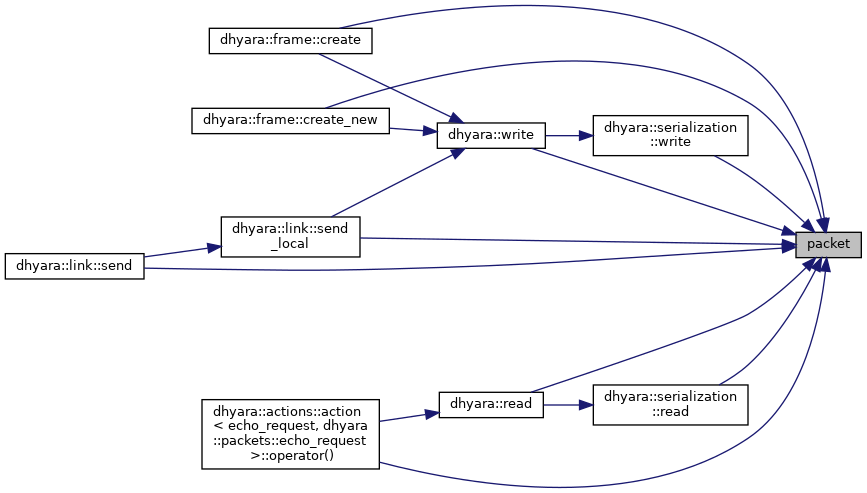 dhyara::frame::create
dhyara::frame::create_new
dhyara::write
dhyara::serialization
::write
dhyara::link::send
_local
packet
dhyara::link::send
dhyara::read
dhyara::serialization
::read
dhyara::actions::action
< echo_request, dhyara
::packets::echo_request
>::operator()